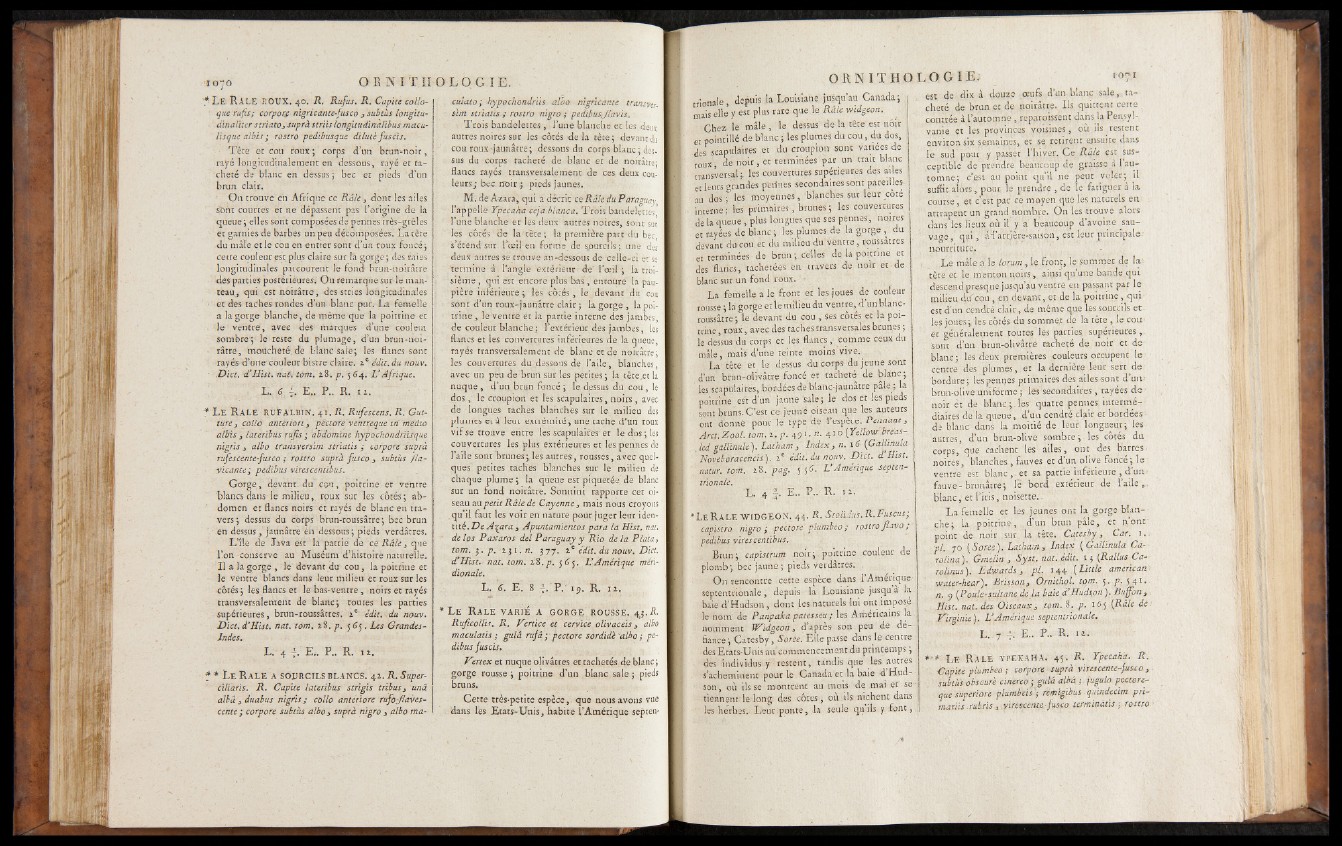 1070 ORNITHOLOGIE.
* LE RALE ROUX. 40. R. Rufus. R. Capite collo-
que rufis; corpore nigricante-fusco, subtùs longitu-
dinaliter striato, suprà striis longitudinalibus macu-
lisque albis; rostro pedibusque dilutè fuscis.
Tête et cou roux; corps d'un brun-noir,
rayé longitudinalement en dessous, rayé et ta-
cheté de blanc en dessus; bec et pieds d'un
brun clair.
On trouve en Afrique ce Râle, dont les ailes
sont courtes et ne dépassent pas l'origine de la
queue; elles sont composées de pennes très-grêles
et garnies de barbes un peu décomposées. La tête
du mâle et le cou en entier sont d'un roux foncé;
cette couleur est plus claire sur la gorge; des raies
longitudinales parcourent le fond brun-noirâtre
des parties postérieures. On remarque sur le man-
teau, qui est noirâtre, des stries longitudinales
et des taches rondes d'un blanc pur. La femelle
a la gorge blanche, de même que la poitrine et
le ventre, avec des marques d'une couleur
sombre; le reste du plumage, d'un brun-noi-
râtre, moucheté de blanc sale; les flancs sont
rayés d'une couleur bistre claire. 2e édit. du nouv.
Dict. d'Hist. nat. tom. 28. p. 564. L'Afrique.
L. 6 E.. P.. R. 12.
* LE RALE RUFALBIN. 41. R. Rufescens. R. Gut-
ture, collo anteriori, pectore ventreque in medio
albis, lateribus rufis; abdomine hypochondriisque
nigris, albo transversim striatis; corpore suprà
rufescente-fusco; rostro suprà fusco, subtùs fla-
vicante; pedibus virescentibus.
Gorge, devant du cou, poitrine et ventre
blancs dans le milieu, roux sur les côtés; ab-
domen et flancs noirs et rayés de blanc en tra-
vers; dessus du corps brun-roussâtre; bec brun
en dessus, jaunâtre en dessous; pieds verdâtres.
L'île de Java est la patrie de ce Râle, que
l'on conserve au Muséum d'histoire naturelle.
Il a la gorge, le devant du cou, la poitrine et
le ventre blancs dans leur milieu et roux sur les
côtés; les flancs et le bas-ventre, noirs et rayés
transversalement de blanc; toutes les parties
supérieures, brun-roussâtres. 2e édit. du nouv.
Dict. d'Hist. nat. tom. 28. p. 565. Les Grandes-
Indes.
L. 4 E.. P.. R. 12.
** LE RALE A SOURCILS BLANCS. 42. R. Super-
ciliaris. R. Capite lateribus strigis tribus, unâ
albâ, duabus nigris; collo anteriore rufo-flaves-
cente; corpore subtùs albo, suprà nigro, albo ma-
culato; hypochondriis albo nigricante transver-
sim striatis; rostro nigro; pedibus flavis.
Trois bandelettes, l'une blanche et les deux
autres noires sur les côtés de la tête; devant du
cou roux-jaunâtre; dessous du corps blanc; des-
sus du corps tacheté de blanc et de noirâtre;
flancs rayés transversalement de ces deux cou-
leurs; bec noir; pieds jaunes.
M. de Azara, qui a décrit ce Râle du Paraguay,
l'appelle Ypecaha ceja blanca. Trois bandelettes,
l'une blanche et les deux autres noires, sont sur
les côtés de la tête; la première part du bec,
s'étend sur l'œil en forme de sourcils; une des
deux autres se trouve au-dessous de celle-ci et se
termine à l'angle extérieur de l'œil; la troi-
sième, qui est encore plus bas, entoure la pau-
pière inférieure; les côtés, le devant du cou
sont d'un roux-jaunâtre clair; la gorge, la poi-
trine, le ventre et la partie interne des jambes,
de couleur blanche; l'extérieur des jambes, les
flancs et les couvertures inférieures de la queue,
rayés transversalement de blanc et de noirâtre;
les couvertures du dessous de l'aile, blanches,
avec un peu de brun sur les petites; la tête et la
nuque, d'un brun foncé; le dessus du cou, le
dos, le croupion et les scapulaires, noirs, avec
de longues taches blanches sur le milieu des
plumes et à leur extrémité; une tache d'un roux
vif se trouve entre les scapulaires et le dos; les
couvertures les plus extérieures et les pennes de
l'aile sont brunes; les autres, rousses, avec quel-
ques petites taches blanches sur le milieu de
chaque plume; la queue est piquetée de blanc
sur un fond noirâtre. Sonnini rapporte cet oi-
seau au petit Râle de Cayenne, mais nous croyons
qu'il faut les voir en nature pour juger leur iden-
tité. De Azara, Apuntamientos para la Hist. nat.
de los Paxaros del Paraguay y Rio de la Plata,
tom. 3. p. 231. n. 377. 2e édit. du nouv. Dict.
d'Hist. nat. tom. 28. p. 565. L'Amérique méri-
dionale.
L. 6. E. 8 P. 19. R. 12.
* LE RALE VARIÉ A GORGE ROUSSE. 43. R.
Ruficollis. R. Vertice et cervice olivaceis, albo
maculatis; gulâ rufâ; pectore sordidè albo; pe-
dibus fuscis.
Vertex et nuque olivâtres et tachetés de blanc;
gorge rousse; poitrine d'un blanc sale; pieds
bruns.
Cette très-petite espèce, que nous avons vue
dans les Etats-Unis, habite l'Amérique septen-
ORNITHOLOGIE. 1071
trionale, depuis la Louisiane jusqu'au Canada;
mais elle y est plus rare que le Râle widgeon.
Chez le mâle, le dessus de la tête est noir
et pointillé de blanc; les plumes du cou, du dos,
des scapulaires et du croupion sont variées de
roux, de noir, et terminées par un trait blanc
transversal; les couvertures supérieures des ailes
et leurs grandes pennes secondaires sont pareilles
au dos; les moyennes, blanches sur leur côté
interne; les primaires, brunes; les couvertures
de la queue, plus longues que ses pennes, noires
et rayées de blanc; les plumes de la gorge, du
devant du cou et du milieu du ventre, roussâtres
et terminées de brun; celles de la poitrine et
des flancs, tachetées en travers de noir et de
blanc sur un fond roux.
La femelle a le front et les joues de couleur
rousse; la gorge et le milieu du ventre, d'un blanc-
roussâtre; le devant du cou, ses côtés et la poi-
trine, roux, avec des taches transversales brunes;
le dessus du corps et les flancs, comme ceux du
mâle, mais d'une teinte moins vive.
La tête et le dessus du corps du jeune sont
d'un brun-olivâtre foncé et tacheté de blanc;
les scapulaires, bordées de blanc-jaunâtre pâle; la
poitrine est d'un jaune sale; le dos et les pieds
sont bruns. C'est ce jeune oiseau que les auteurs
ont donné pour le type de l'espèce. Pennant,
Arct. Zool. tom. 2. p. 491. n. 410 (Yellow breas-
ted gallinule). Latham, Index, n. 16 (Gallinula
Noveboracencis). 2e édit. du nouv. Dict. d'Hist.
natur. tom. 28. pag. 556. L'Amérique septen-
trionale.
L. 4 E.. P.. R. 12.
* LE RALE WIDGEON. 44. R. Stolidus. R. Fuscus;
capistro nigro; pectore plumbeo; rostro flavo;
pedibus virescentibus.
Brun; capistrum noir; poitrine couleur de
plomb; bec jaune; pieds verdâtres.
On rencontre cette espèce dans l'Amérique
septentrionale, depuis la Louisiane jusqu'à la
baie d'Hudson, dont les naturels lui ont imposé
le nom de Panpaka paressea; les Américains la
nomment Widgeon, d'après son peu de dé-
fiance; Catesby, Soree. Elle passe dans le centre
des Etats-Unis au commencement du printemps;
des individus y restent, tandis que les autres
s'acheminent pour le Canada et la baie d'Hud-
son, où ils se montrent au mois de mai et se
tiennent le long des côtes, où ils nichent dans
les herbes. Leur ponte, la seule qu'ils y font,
est de dix à douze œufs d'un blanc sale, ta-
cheté de brun et de noirâtre. Ils quittent cette
contrée à l'automne, reparoissent dans la Pensyl-
vanie et les provinces voisines, où ils restent
environ six semaines, et se retirent ensuite dans
le sud pour y passer l'hiver. Ce Râle est sus-
ceptible de prendre beaucoup de graisse à l'au-
tomne; c'est au point qu'il ne peut voler; il
suffit alors, pour le prendre, de le fatiguer à la
course, et c'est par ce moyen que les naturels en
attrapent un grand nombre. On les trouve alors
dans les lieux où il y a beaucoup d'avoine sau-
vage, qui, à l'arrière-saison, est leur principale
nourriture.
Le mâle a le lorum, le front, le sommet de la
tête et le menton noirs, ainsi qu'une bande qui
descend presque jusqu'au ventre en passant par le
milieu du cou, en devant, et de la poitrine, qui
est d'un cendré clair, de même que les sourcils et
les joues; les côtés du sommet de la tête, le cou
et généralement toutes les parties supérieures,
sont d'un brun-olivâtre tacheté de noir et de
blanc; les deux premières couleurs occupent le
centre des plumes, et la dernière leur sert de
bordure; les pennes primaires des ailes sont d'un
brun-olive uniforme; les secondaires, rayées de
noir et de blanc; les quatre pennes intermé-
diaires de la queue, d'un cendré clair et bordées
de blanc dans la moitié de leur longueur; les
autres, d'un brun-olive sombre; les côtés du
corps, que cachent les ailes, ont des barres
noires, blanches, fauves et d'un olive foncé; le
ventre est blanc, et sa partie inférieure, d'un
fauve-brunâtre; le bord extérieur de l'aile,
blanc, et l'iris, noisette.
La femelle et les jeunes ont la gorge blan-
che; la poitrine, d'un brun pâle, et n'ont
point de noir sur la tête. Catesby, Car. 1.
pl. 70 (Soree). Latham, Index (Gallinula Ca-
rolina). Gmelin, Syst. nat. édit. 13 (Rallus Ca-
rolinus). Edwards, pl. 144 (Little american
water-hear). Brisson, Ornithol. tom. 5. p. 541.
n. 9 (Poule-sultane de la baie d'Hudson). Buffon,
Hist. nat. des Oiseaux, tom. 8. p. 165 (Râle de
Virginie). L'Amérique septentrionale.
L. 7 E.. P.. R. 12.
** LE RALE YPEKAHA. 45. R. Ypecaha. R.
Capite plumbeo; corpore suprà virescente-fusco,
subtùs obscurè cinereo; gulâ albâ; jugulo pectore-
que superiore plumbeis; remigibus quindecim pri-
mariis rubris, virescente-fusco terminatis; rostro